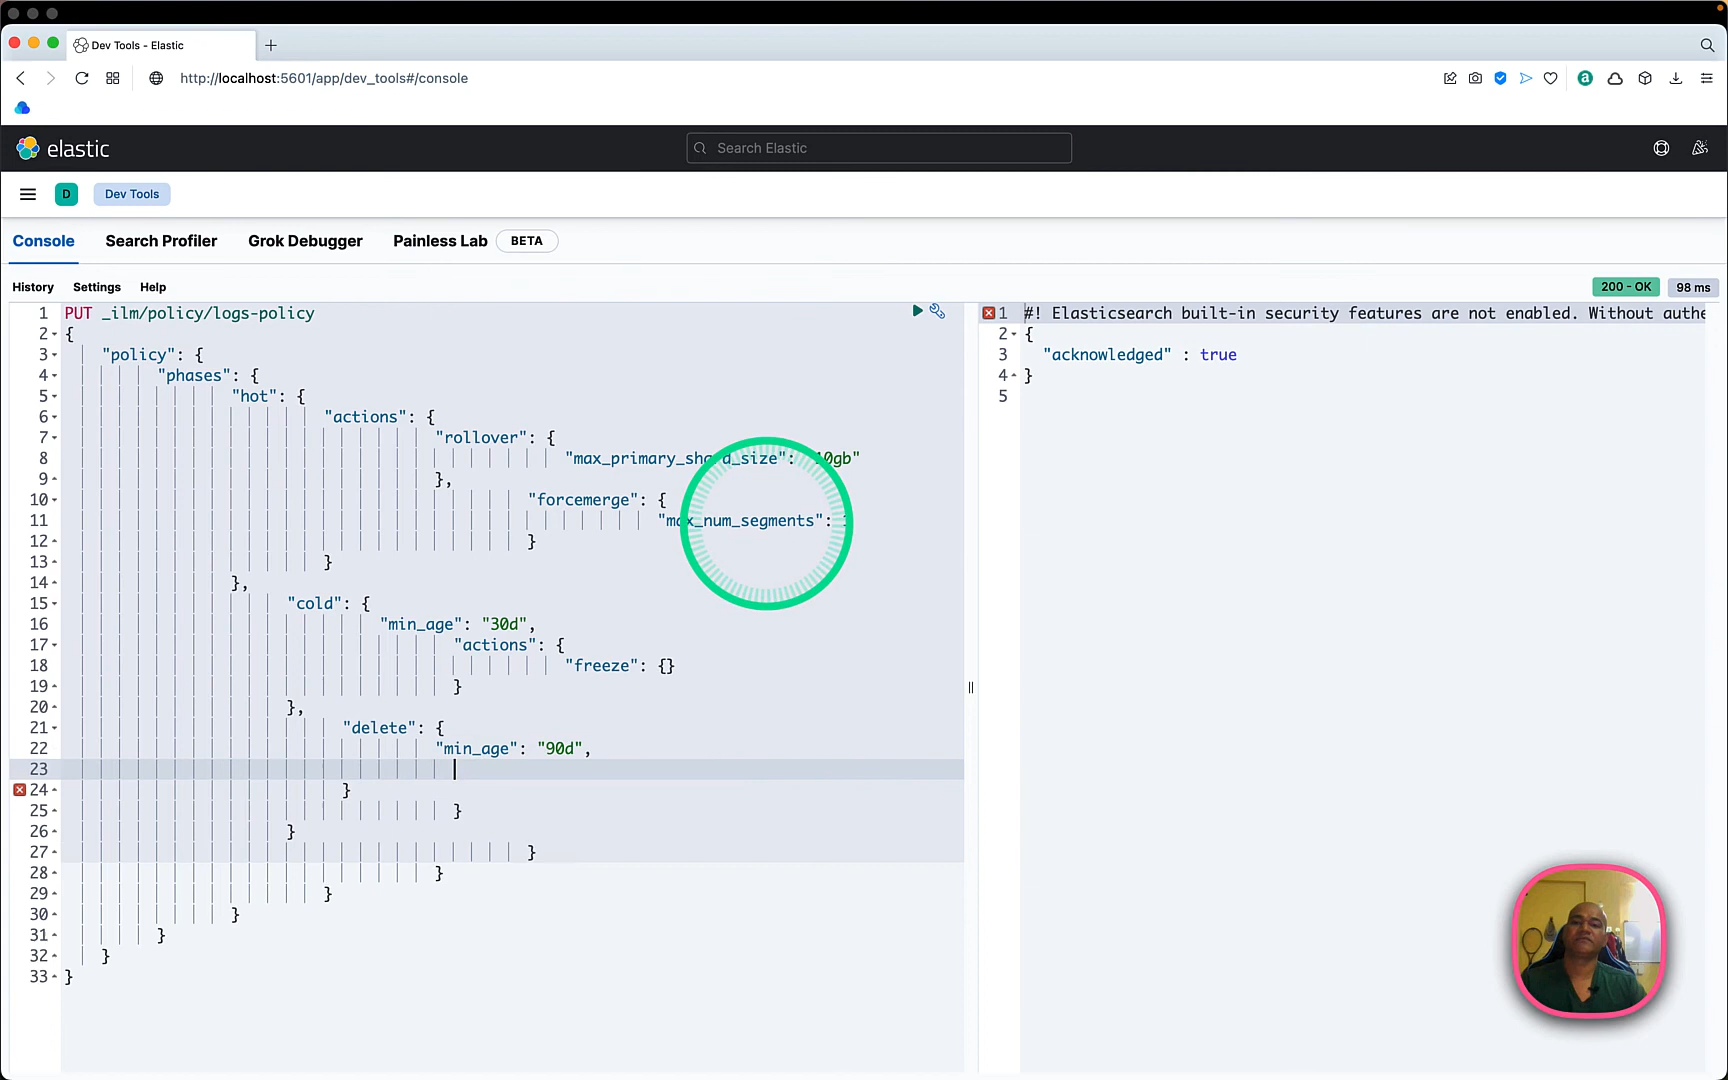 Dev Tools - Elastic
http://localhost:5601/app/dev_tools#/console
elastic
Search Elastic
D
Dev Tools
Console
Search Profiler
Grok Debugger
Painless Lab
BETA
History
Settings
Help
200 - OK
98 ms
1 PUT _ilm/policy/logs-policy
2 {
3 "policy": {
4 "phases": {
5 "hot": {
6 "actions": {
7 "rollover": {
8 "max_primary_shard_size": "10gb"
9 },
10 "forcemerge": {
11 "max_num_segments":
12 }
13 }
14 },
15 "cold": {
16 "min_age": "30d",
17 "actions": {
18 "freeze": {}
19 }
20 },
21 "delete": {
22 "min_age": "90d",
23
24 }
25 }
26 }
27 }
28 }
29 }
30 }
31 }
32 }
33 }
1 #! Elasticsearch built-in security features are not enabled. Without authe
2 {
3 "acknowledged" : true
4 }
5